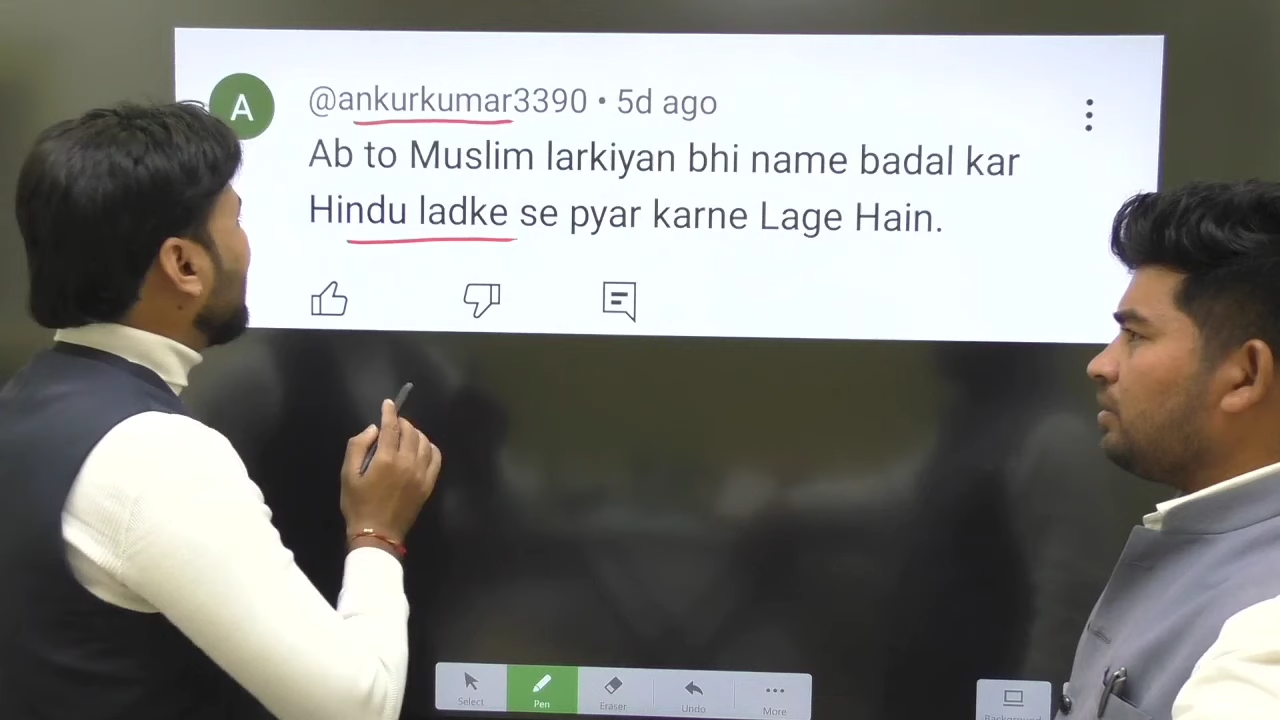 A
@ankurkumar3390 • 5d ago
Ab to Muslim larkiyan bhi name badal kar
Hindu ladke se pyar karne Lage Hain.
Select
Pen
Eraser
Undo
More
Background